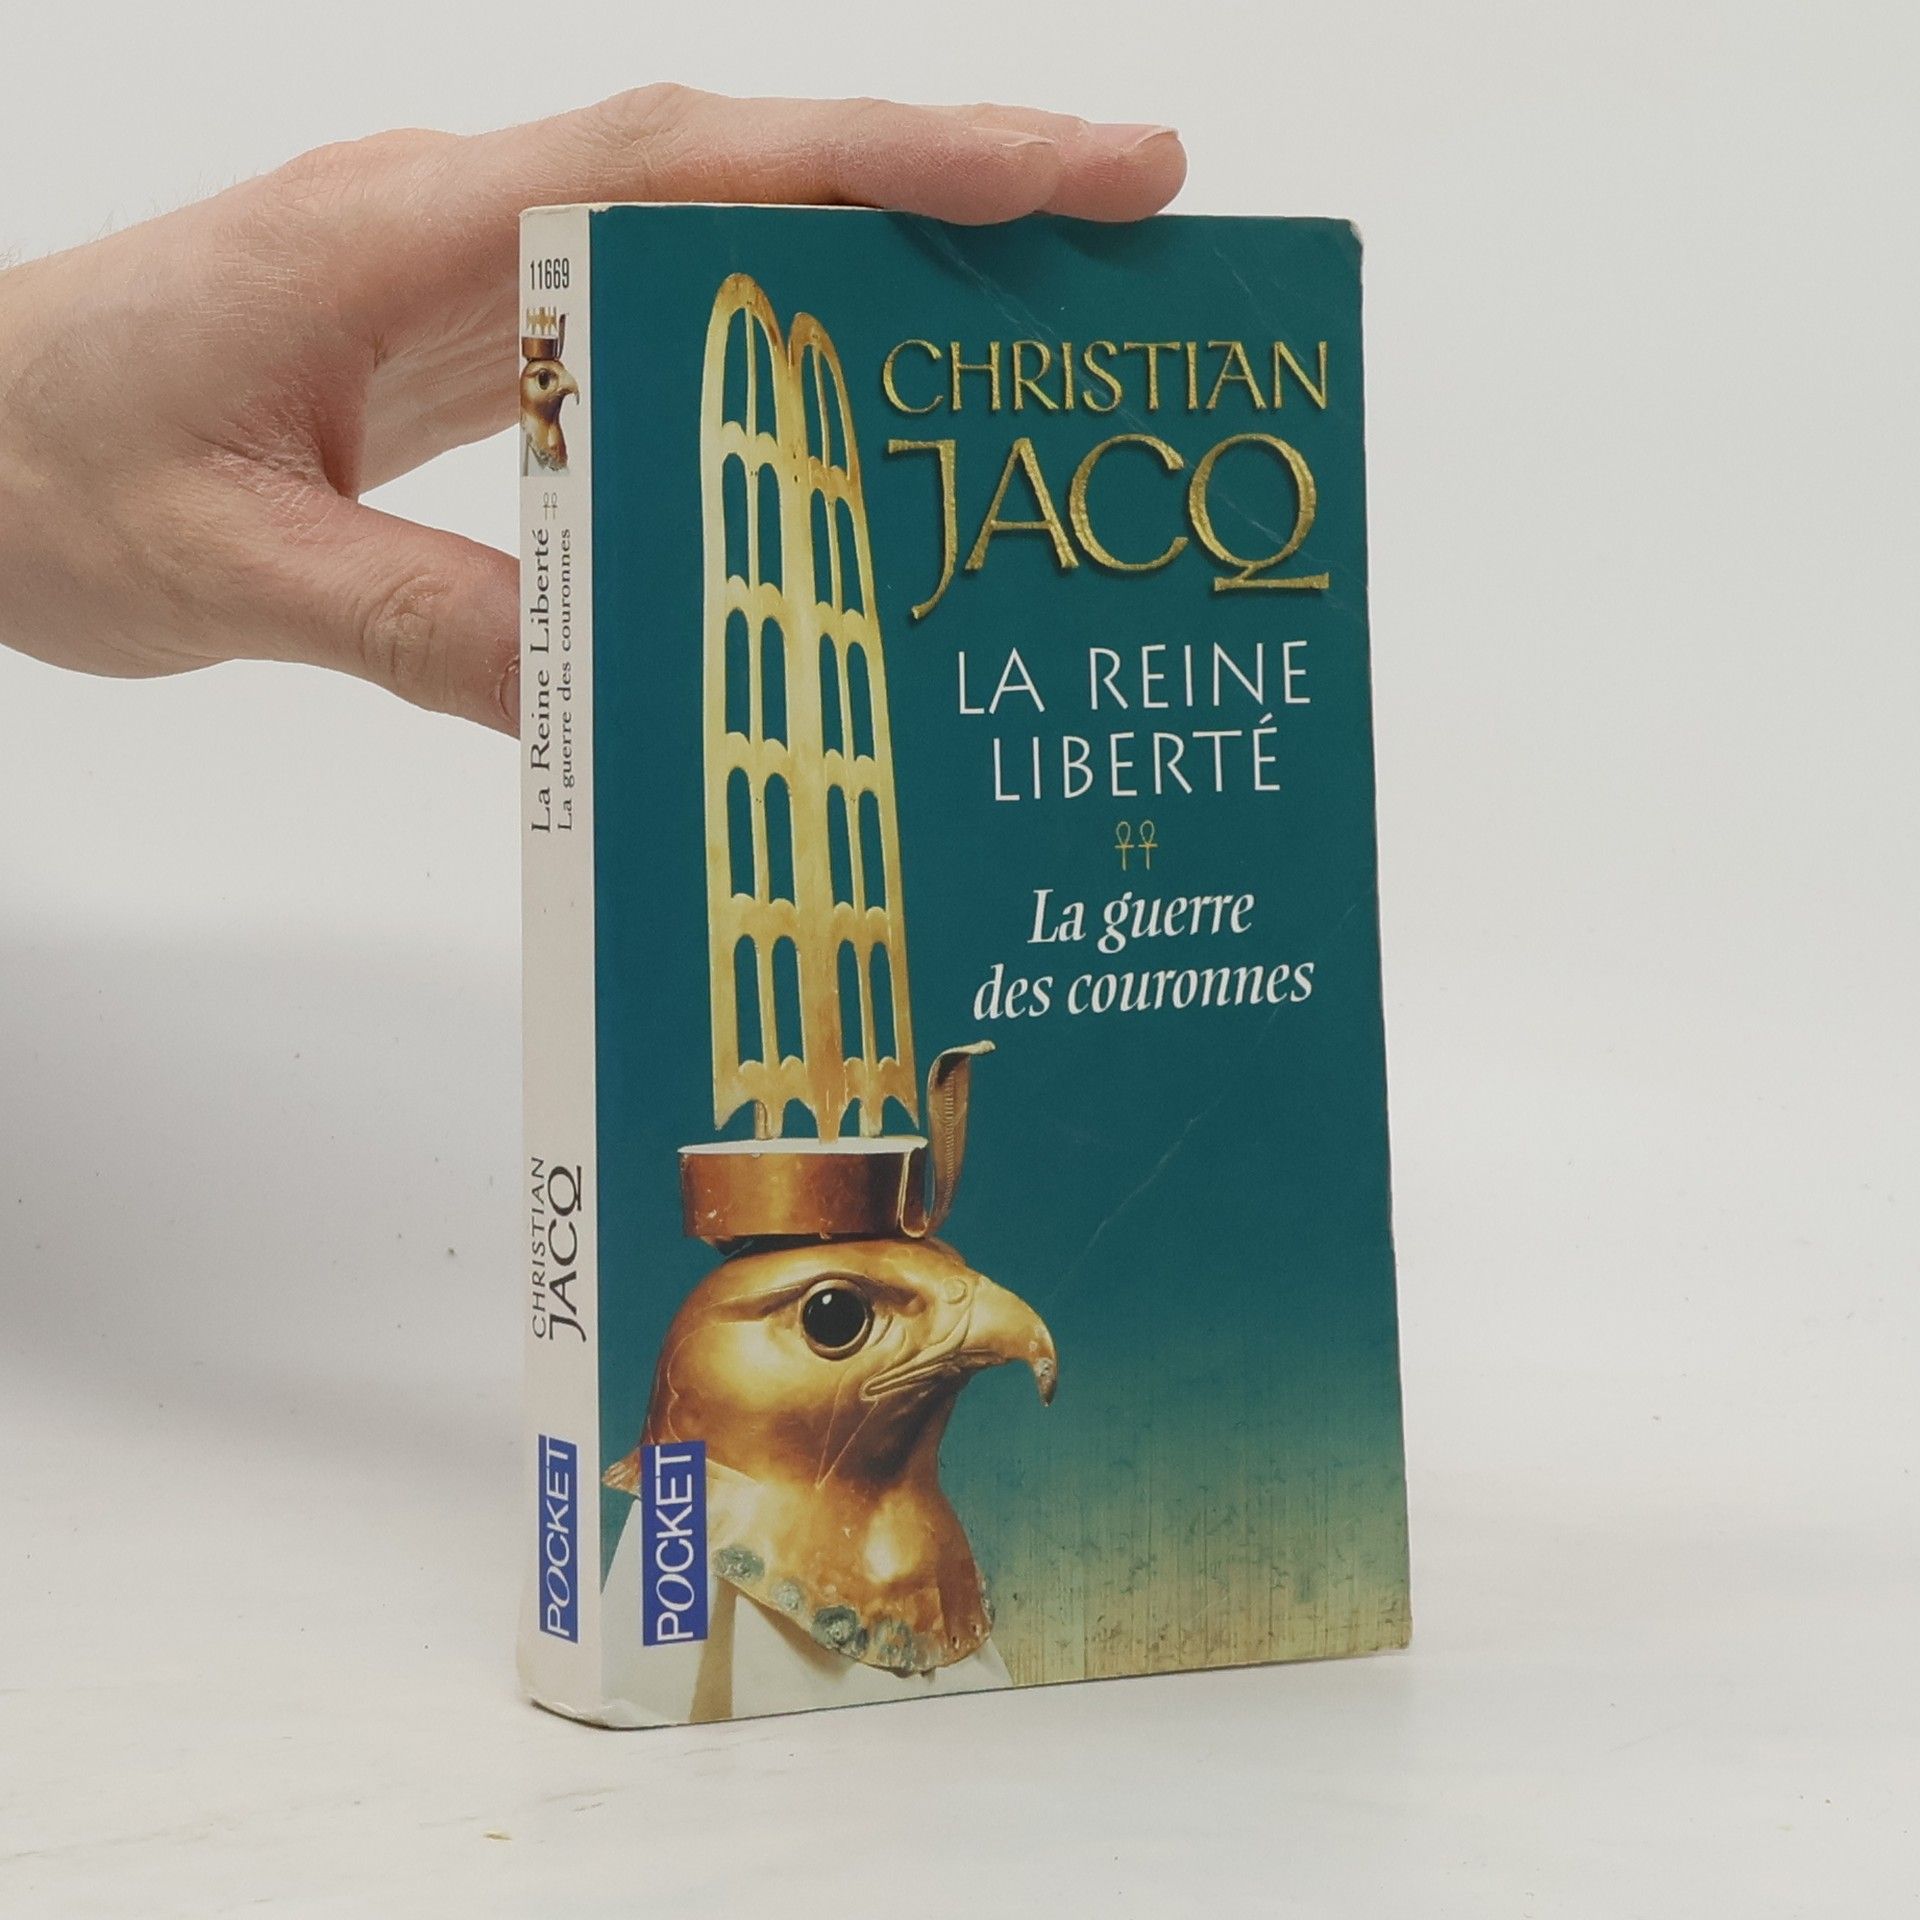 11669
La Reine Liberté
La guerre des couronnes
CHRISTIAN
JACQ
POCKET
CHRISTIAN
JACQ
LA REINE
LIBERTÉ
La guerre
des couronnes
POCKET